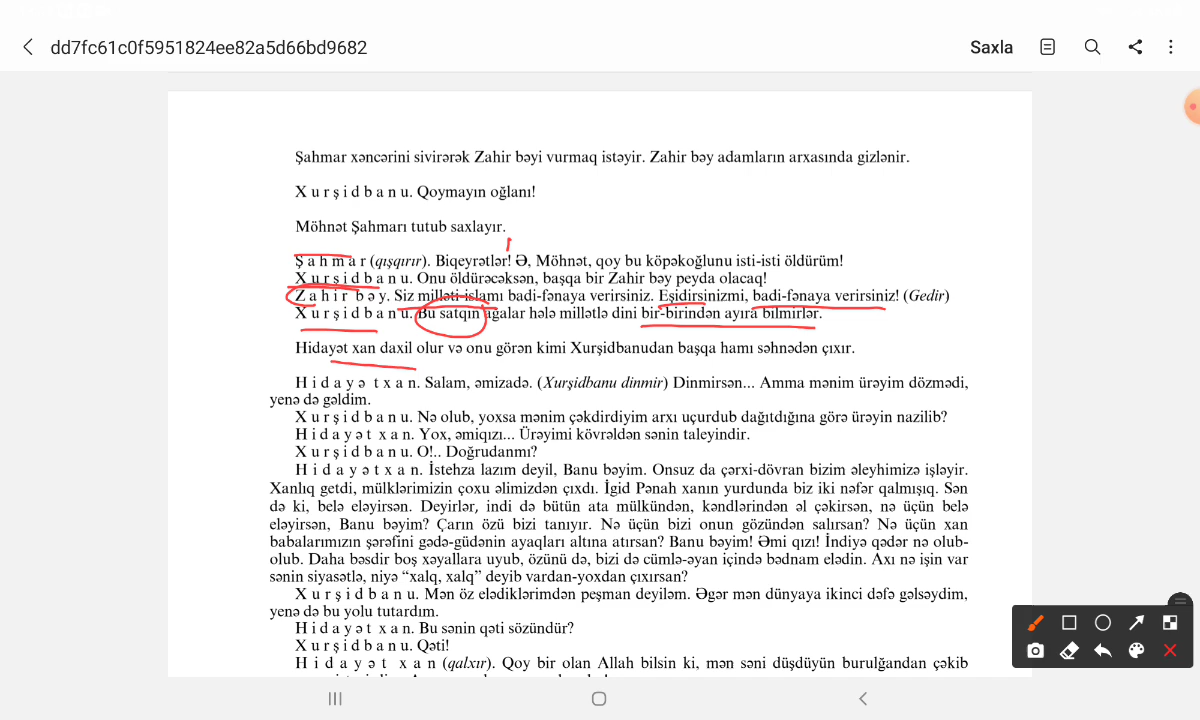 dd7fc61c0f5951824ee82a5d66bd9682
Saxla
Şahmar xəncərini sivirərək Zahir bəyi vurmaq istəyir. Zahir bəy adamların arxasında gizlənir.
X u r ş i d b a n u. Qoymayın oğlanı!
Möhnət Şahmarı tutub saxlayır.
Ş a h m a r (qışqırır). Biqeyrətlər! Ə, Möhnət, qoy bu köpəkoğlunu isti-isti öldürüm!
X u r ş i d b a n u. Onu öldürəcəksən, başqa bir Zahir bəy peyda olacaq!
Z a h i r b ə y. Siz milləti-islamı badi-fənaya verirsiniz. Eşidirsinizmi, badi-fənaya verirsiniz! (Gedir)
X u r ş i d b a n u. Bu satqın ağalar hələ millətlə dini bir-birindən ayıra bilmirlər.
Hidayət xan daxil olur və onu görən kimi Xurşidbanudan başqa hamı səhnədən çıxır.
H i d a y ə t x a n. Salam, əmizadə. (Xurşidbanu dinmir) Dinmirsən... Amma mənim ürəyim dözmədi,
yenə də gəldim.
X u r ş i d b a n u. Nə olub, yoxsa mənim çəkdirdiyim arxı uçurdub dağıtdığına görə ürəyin nazilib?
H i d a y ə t x a n. Yox, əmiqızı... Ürəyimi kövrəldən sənin taleyindir.
X u r ş i d b a n u. O!.. Doğrudanmı?
H i d a y ə t x a n. İstehza lazım deyil, Banu bəyim. Onsuz da çərxi-dövran bizim əleyhimizə işləyir.
Xanlıq getdi, mülklərimizin çoxu əlimizdən çıxdı. İgid Pənah xanın yurdunda biz iki nəfər qalmışıq. Sən
də ki, belə eləyirsən. Deyirlər, indi də bütün ata mülkündən, kəndlərindən əl çəkirsən, nə üçün belə
eləyirsən, Banu bəyim? Çarın özü bizi tanıyır. Nə üçün bizi onun gözündən salırsan? Nə üçün xan
babalarımızın şərəfini gədə-güdənin ayaqları altına atırsan? Banu bəyim! Əmi qızı! İndiyə qədər nə olub-
olub. Daha bəsdir boş xəyallara uyub, özünü də, bizi də cümlə-əyan içində bədnam elədin. Axı nə işin var
sənin siyasətlə, niyə “xalq, xalq” deyib vardan-yoxdan çıxırsan?
X u r ş i d b a n u. Mən öz elədiklərimdən peşman deyiləm. Əgər mən dünyaya ikinci dəfə gəlsəydim,
yenə də bu yolu tutardım.
H i d a y ə t x a n. Bu sənin qəti sözündür?
X u r ş i d b a n u. Qəti!
H i d a y ə t x a n (qalxır). Qoy bir olan Allah bilsin ki, mən səni düşdüyün burulğandan çəkib